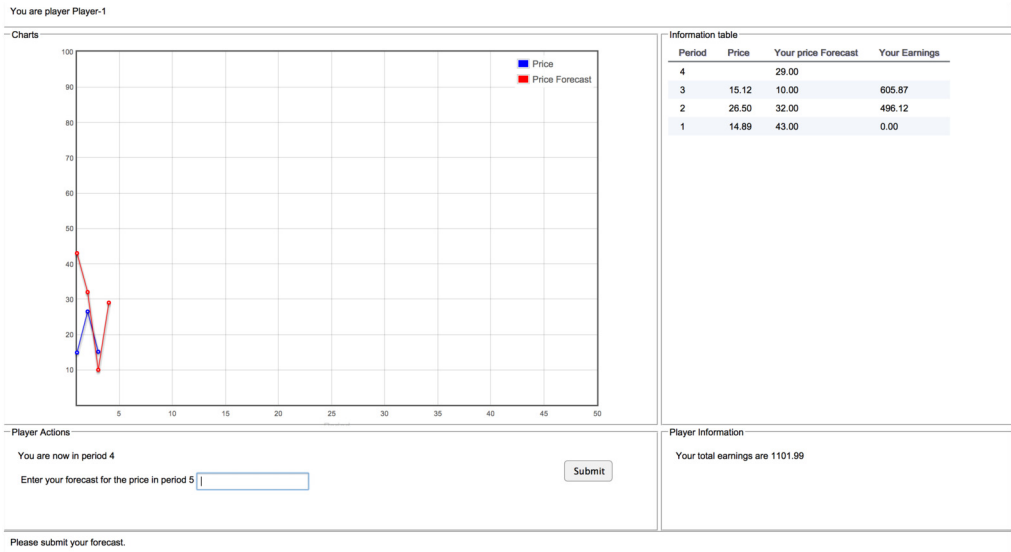 You are player Player-1
Charts
100
90
80
70
60
50
40
30
20
10
5 10 15 20 25 30 35 40 45 50
Price
Price Forecast
Information table
Period Price Your price Forecast Your Earnings
4 29.00
3 15.12 10.00 605.87
2 26.50 32.00 496.12
1 14.89 43.00 0.00
Player Actions
You are now in period 4
Enter your forecast for the price in period 5
Submit
Player Information
Your total earnings are 1101.99
Please submit your forecast.